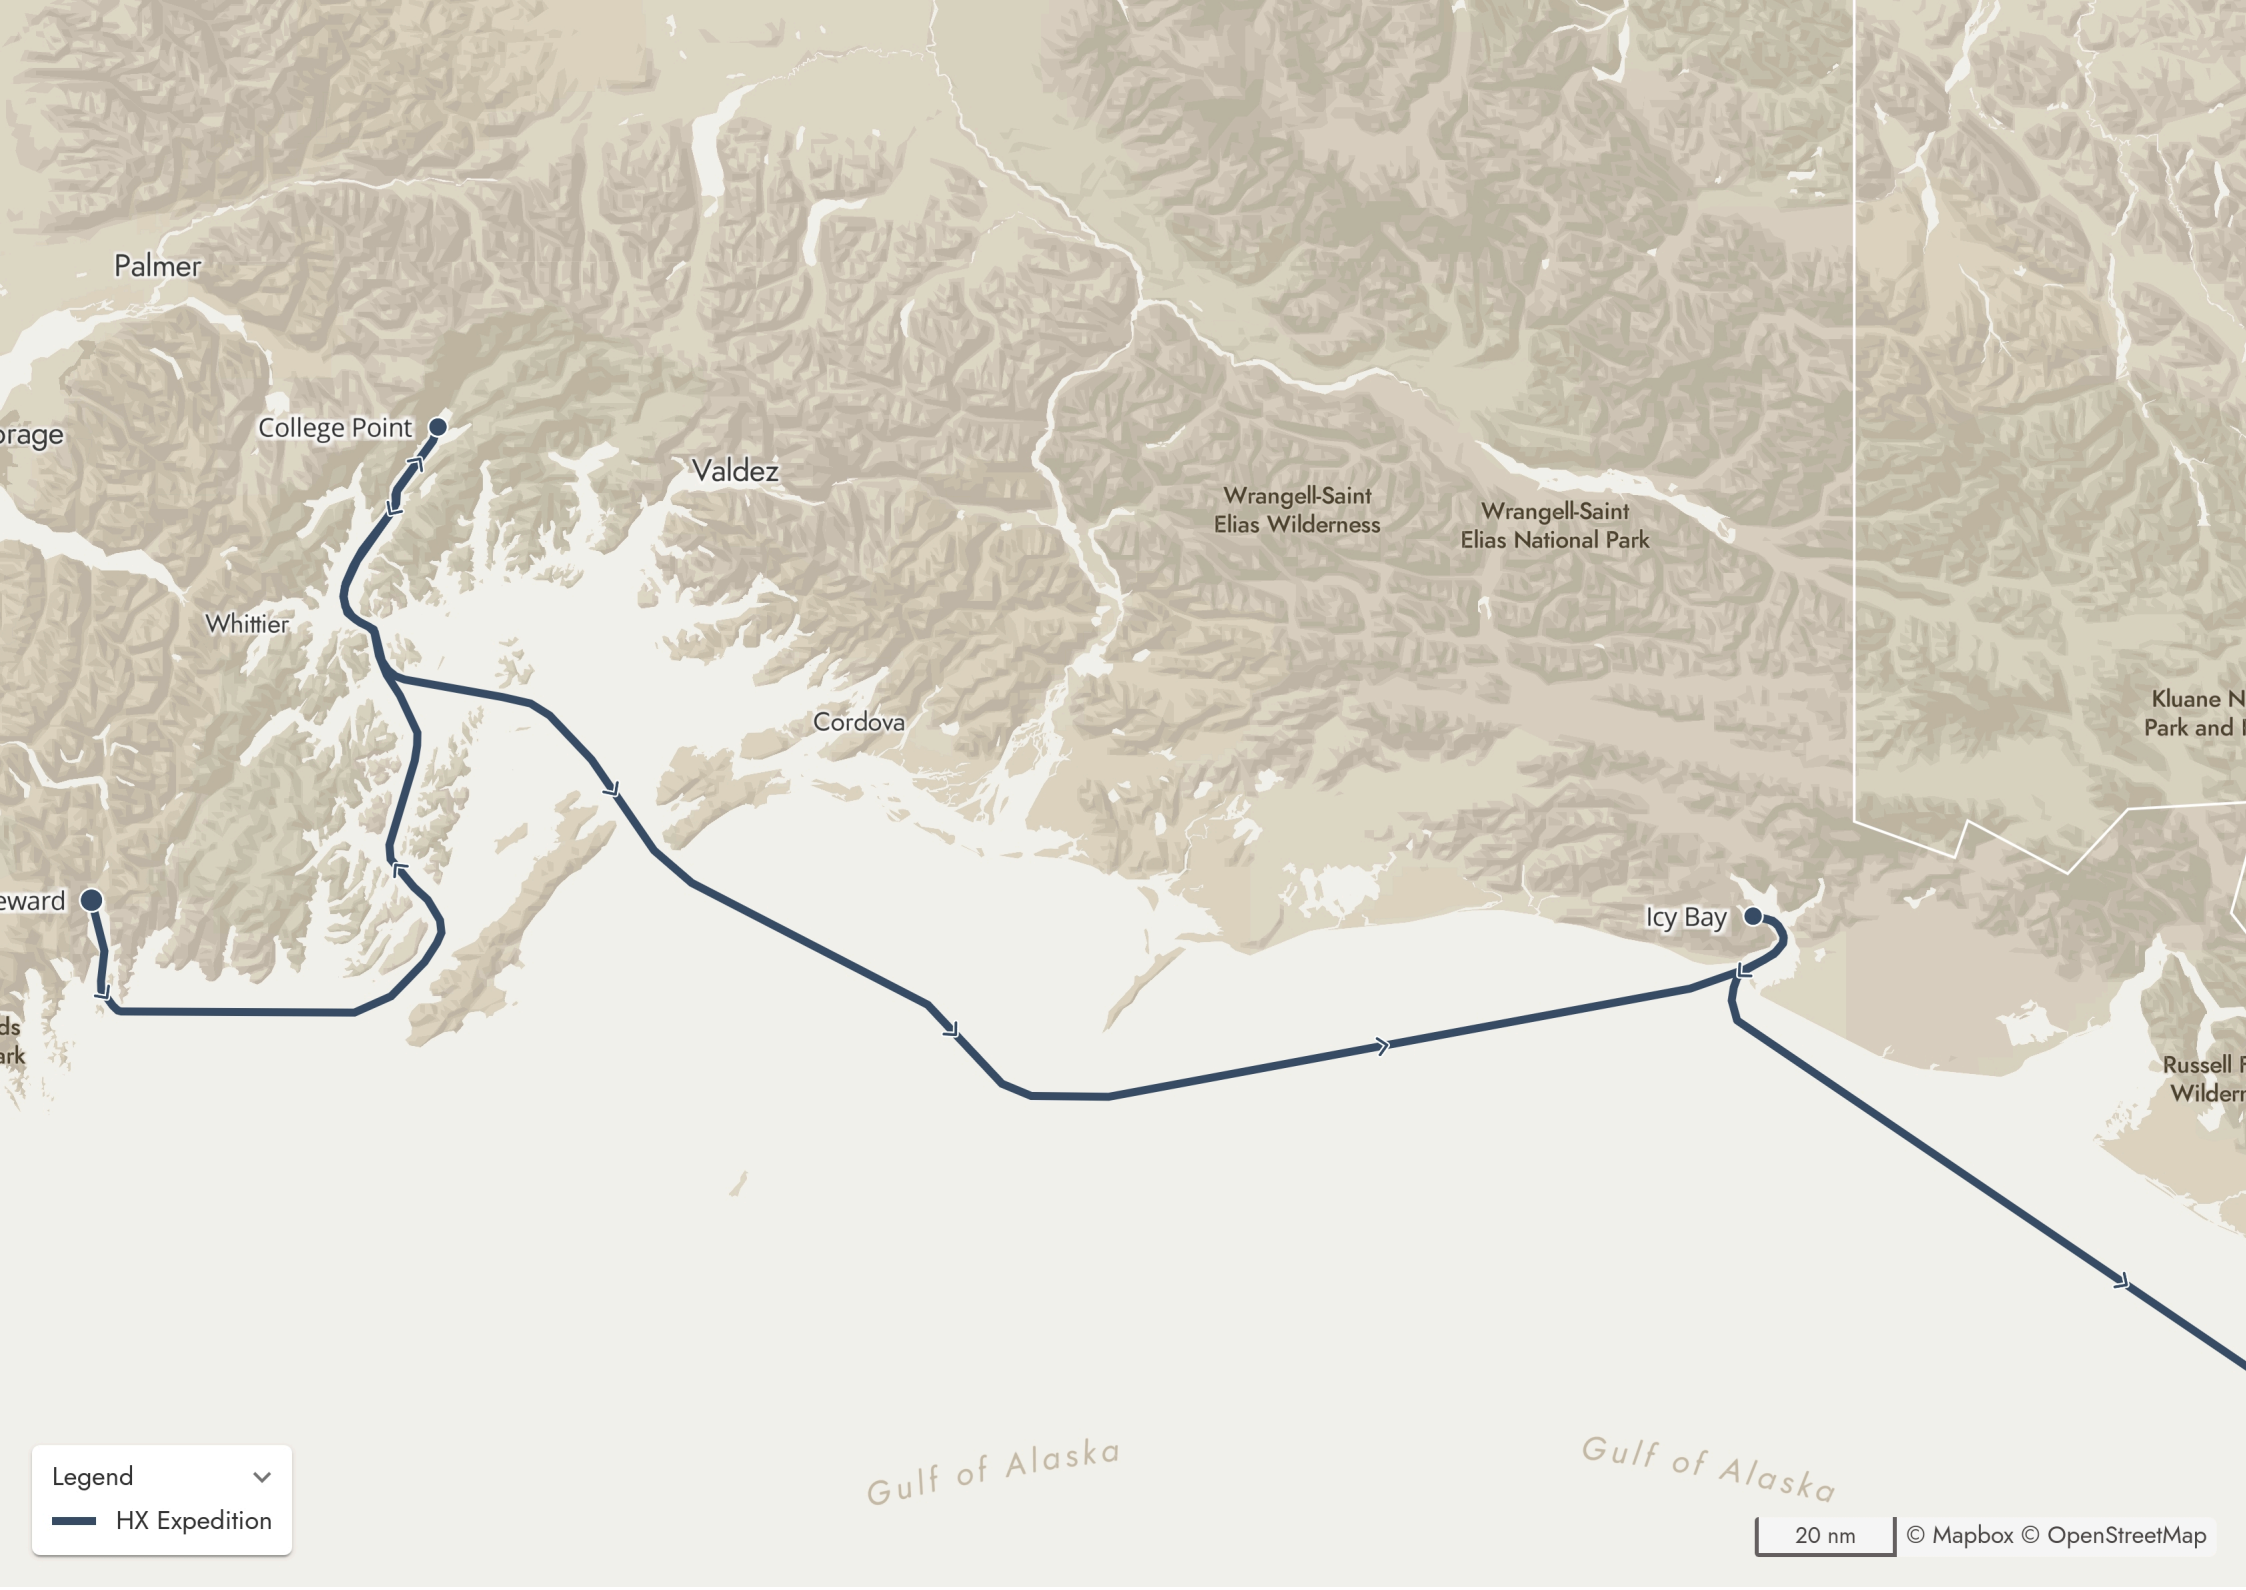 Palmer
College Point
orage
Valdez
Wrangell-Saint
Elias Wilderness
Wrangell-Saint
Elias National Park
Whittier
Kluane N
Park and
Cordova
eward
Icy Bay
ds
ark
Russell F
Wilder
Gulf of Alaska
Gulf of Alaska
Legend
HX Expedition
20 nm
© Mapbox © OpenStreetMap